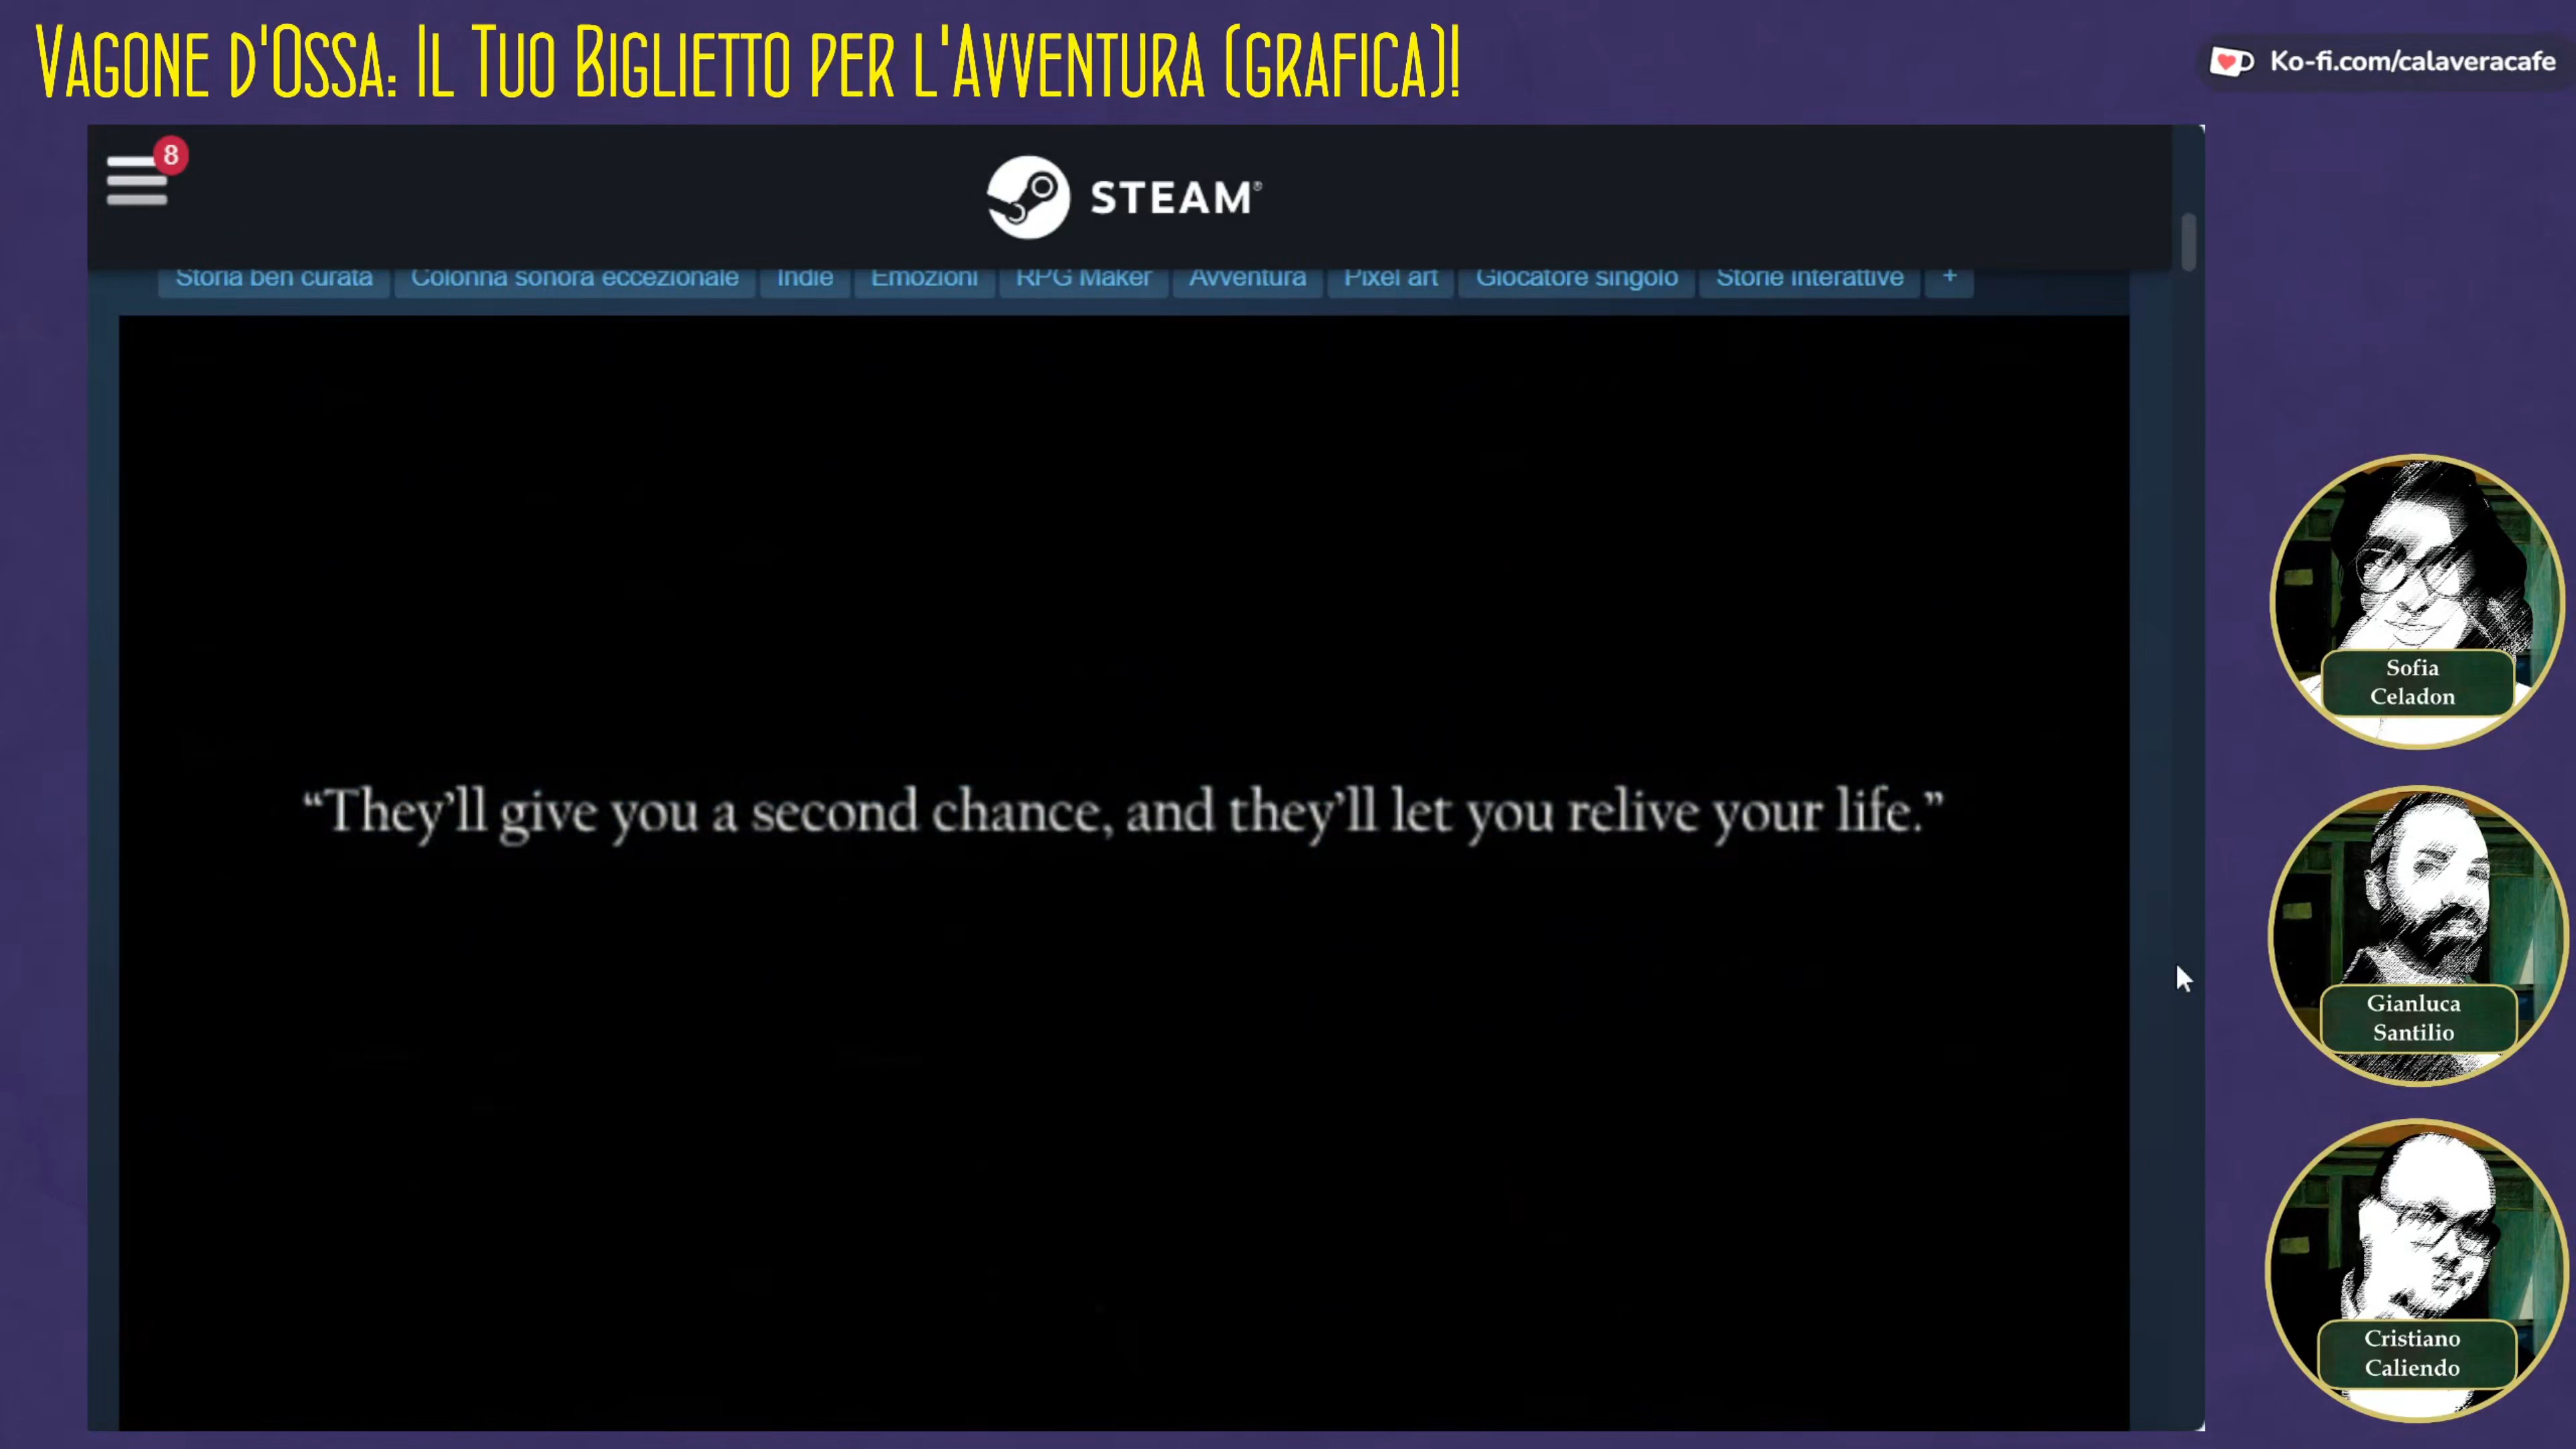 VAGONE D'OSSA: IL TUO BIGLIETTO PER L'AVVENTURA (GRAFICA)!
Ko-fi.com/calaveracafe
8
STEAM®
Storia ben curata Colonna sonora eccezionale Indie Emozioni RPG Maker Avventura Pixel art Giocatore singolo Storie interattive +
“They’ll give you a second chance, and they’ll let you relive your life.”
Sofia
Celadon
Gianluca
Santilio
Cristiano
Caliendo